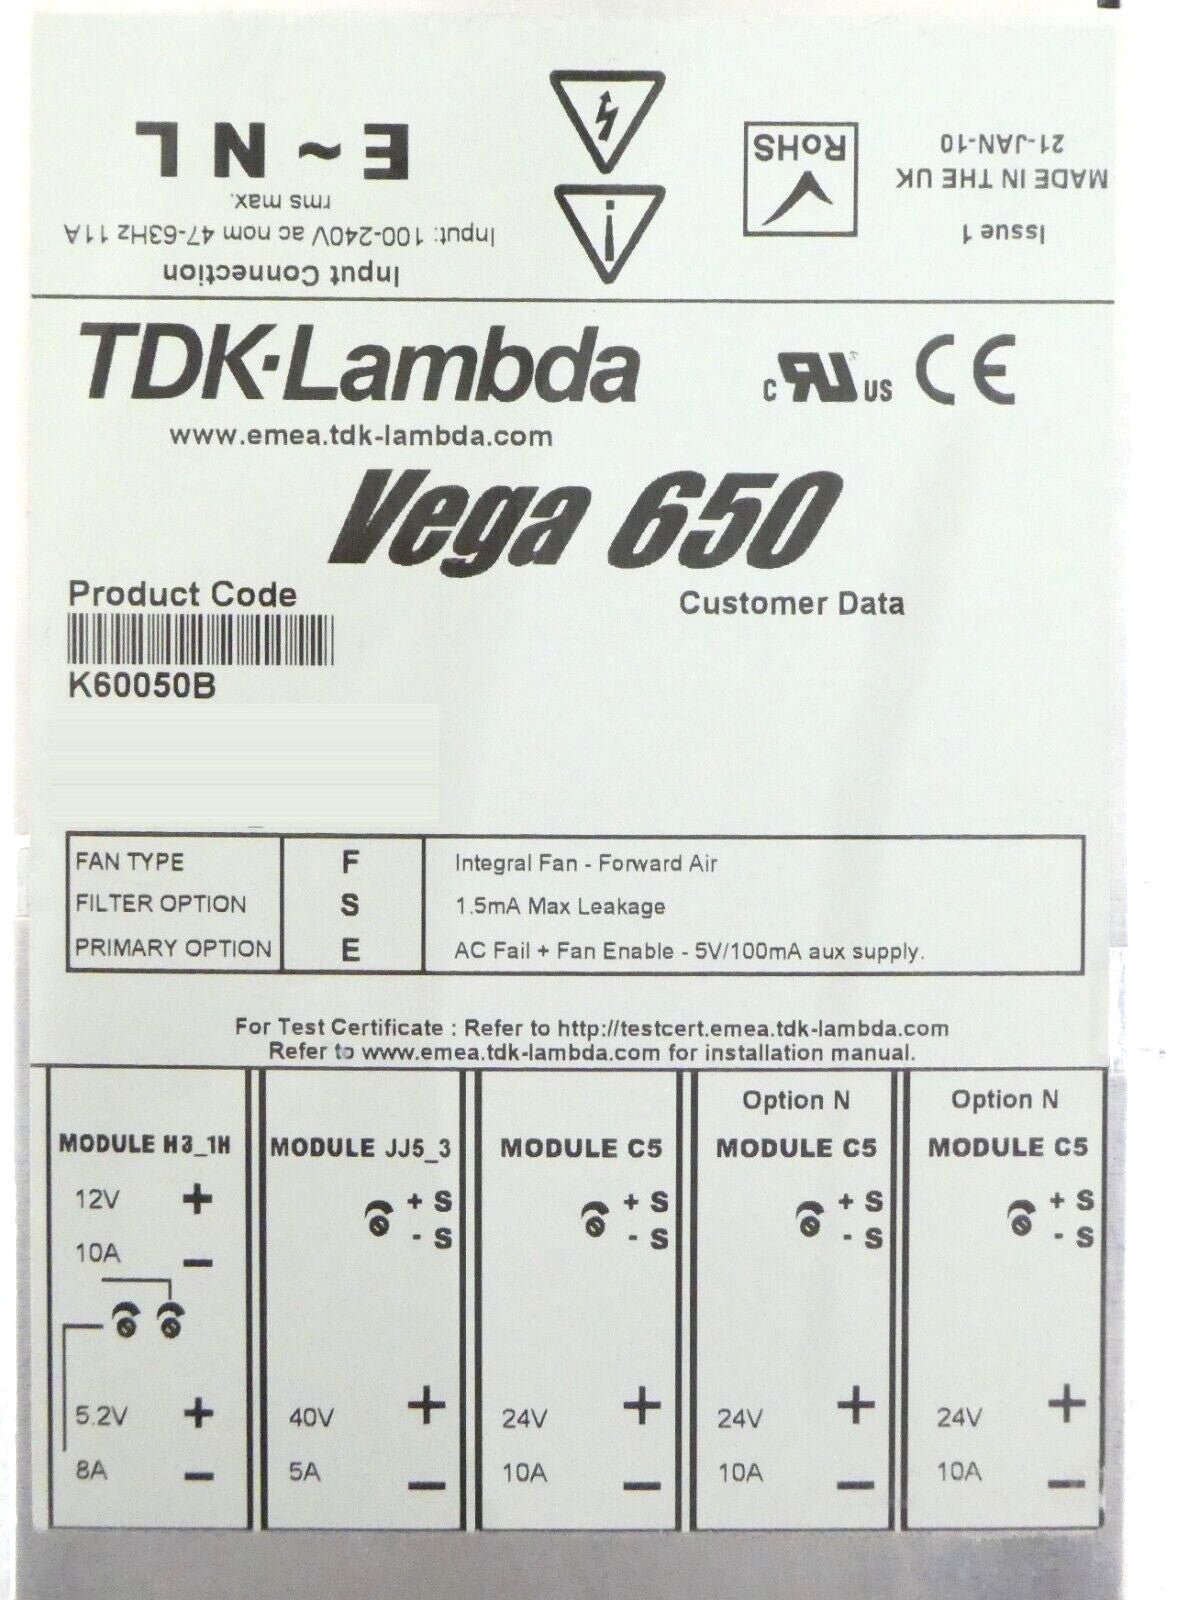 Input Connection
Input: 100-240V ac nom 47-63Hz 11A
rms max.
E ~ N L
Issue 1
MADE IN THE UK
21-JAN-10
RoHS
TDK·Lambda
www.emea.tdk-lambda.com
c RU US CE
Vega 650
Product Code
K60050B
Customer Data
FAN TYPE F Integral Fan - Forward Air
FILTER OPTION S 1.5mA Max Leakage
PRIMARY OPTION E AC Fail + Fan Enable - 5V/100mA aux supply.
For Test Certificate : Refer to http://testcert.emea.tdk-lambda.com
Refer to www.emea.tdk-lambda.com for installation manual.
MODULE H3_1H
12V +
10A -
5.2V +
8A -
MODULE JJ5_3
+ S
- S
40V +
5A -
MODULE C5
+ S
- S
24V +
10A -
Option N
MODULE C5
+ S
- S
24V +
10A -
Option N
MODULE C5
+ S
- S
24V +
10A -